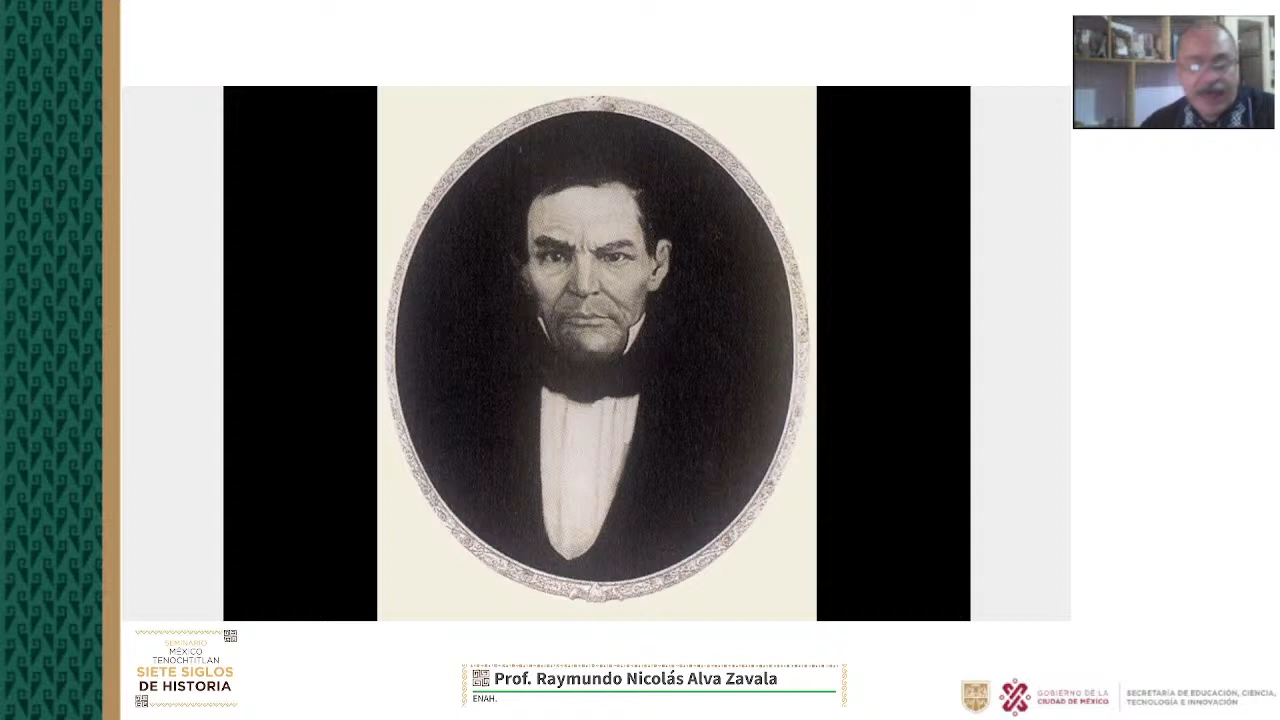 SEMINARIO
MÉXICO
TENOCHTITLAN
SIETE SIGLOS
DE HISTORIA
Prof. Raymundo Nicolás Alva Zavala
ENAH.
GOBIERNO DE LA
CIUDAD DE MÉXICO
SECRETARÍA DE EDUCACIÓN, CIENCIA,
TECNOLOGÍA E INNOVACIÓN